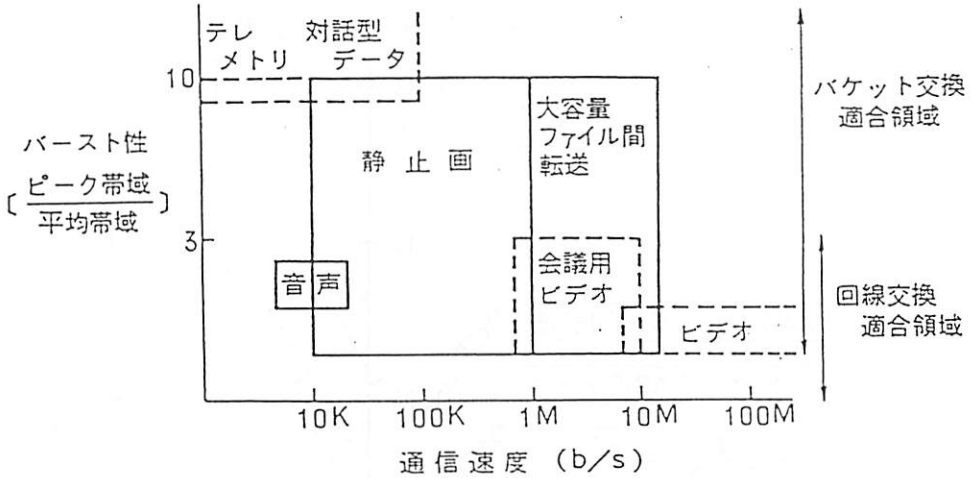 テレ
メトリ
対話型
データ
10
バースト性
〔ピーク帯域
平均帯域〕
3
静止画
大容量
ファイル間
転送
音声
会議用
ビデオ
ビデオ
バケット交換
適合領域
回線交換
適合領域
10K 100K 1M 10M 100M
通信速度 (b/s)